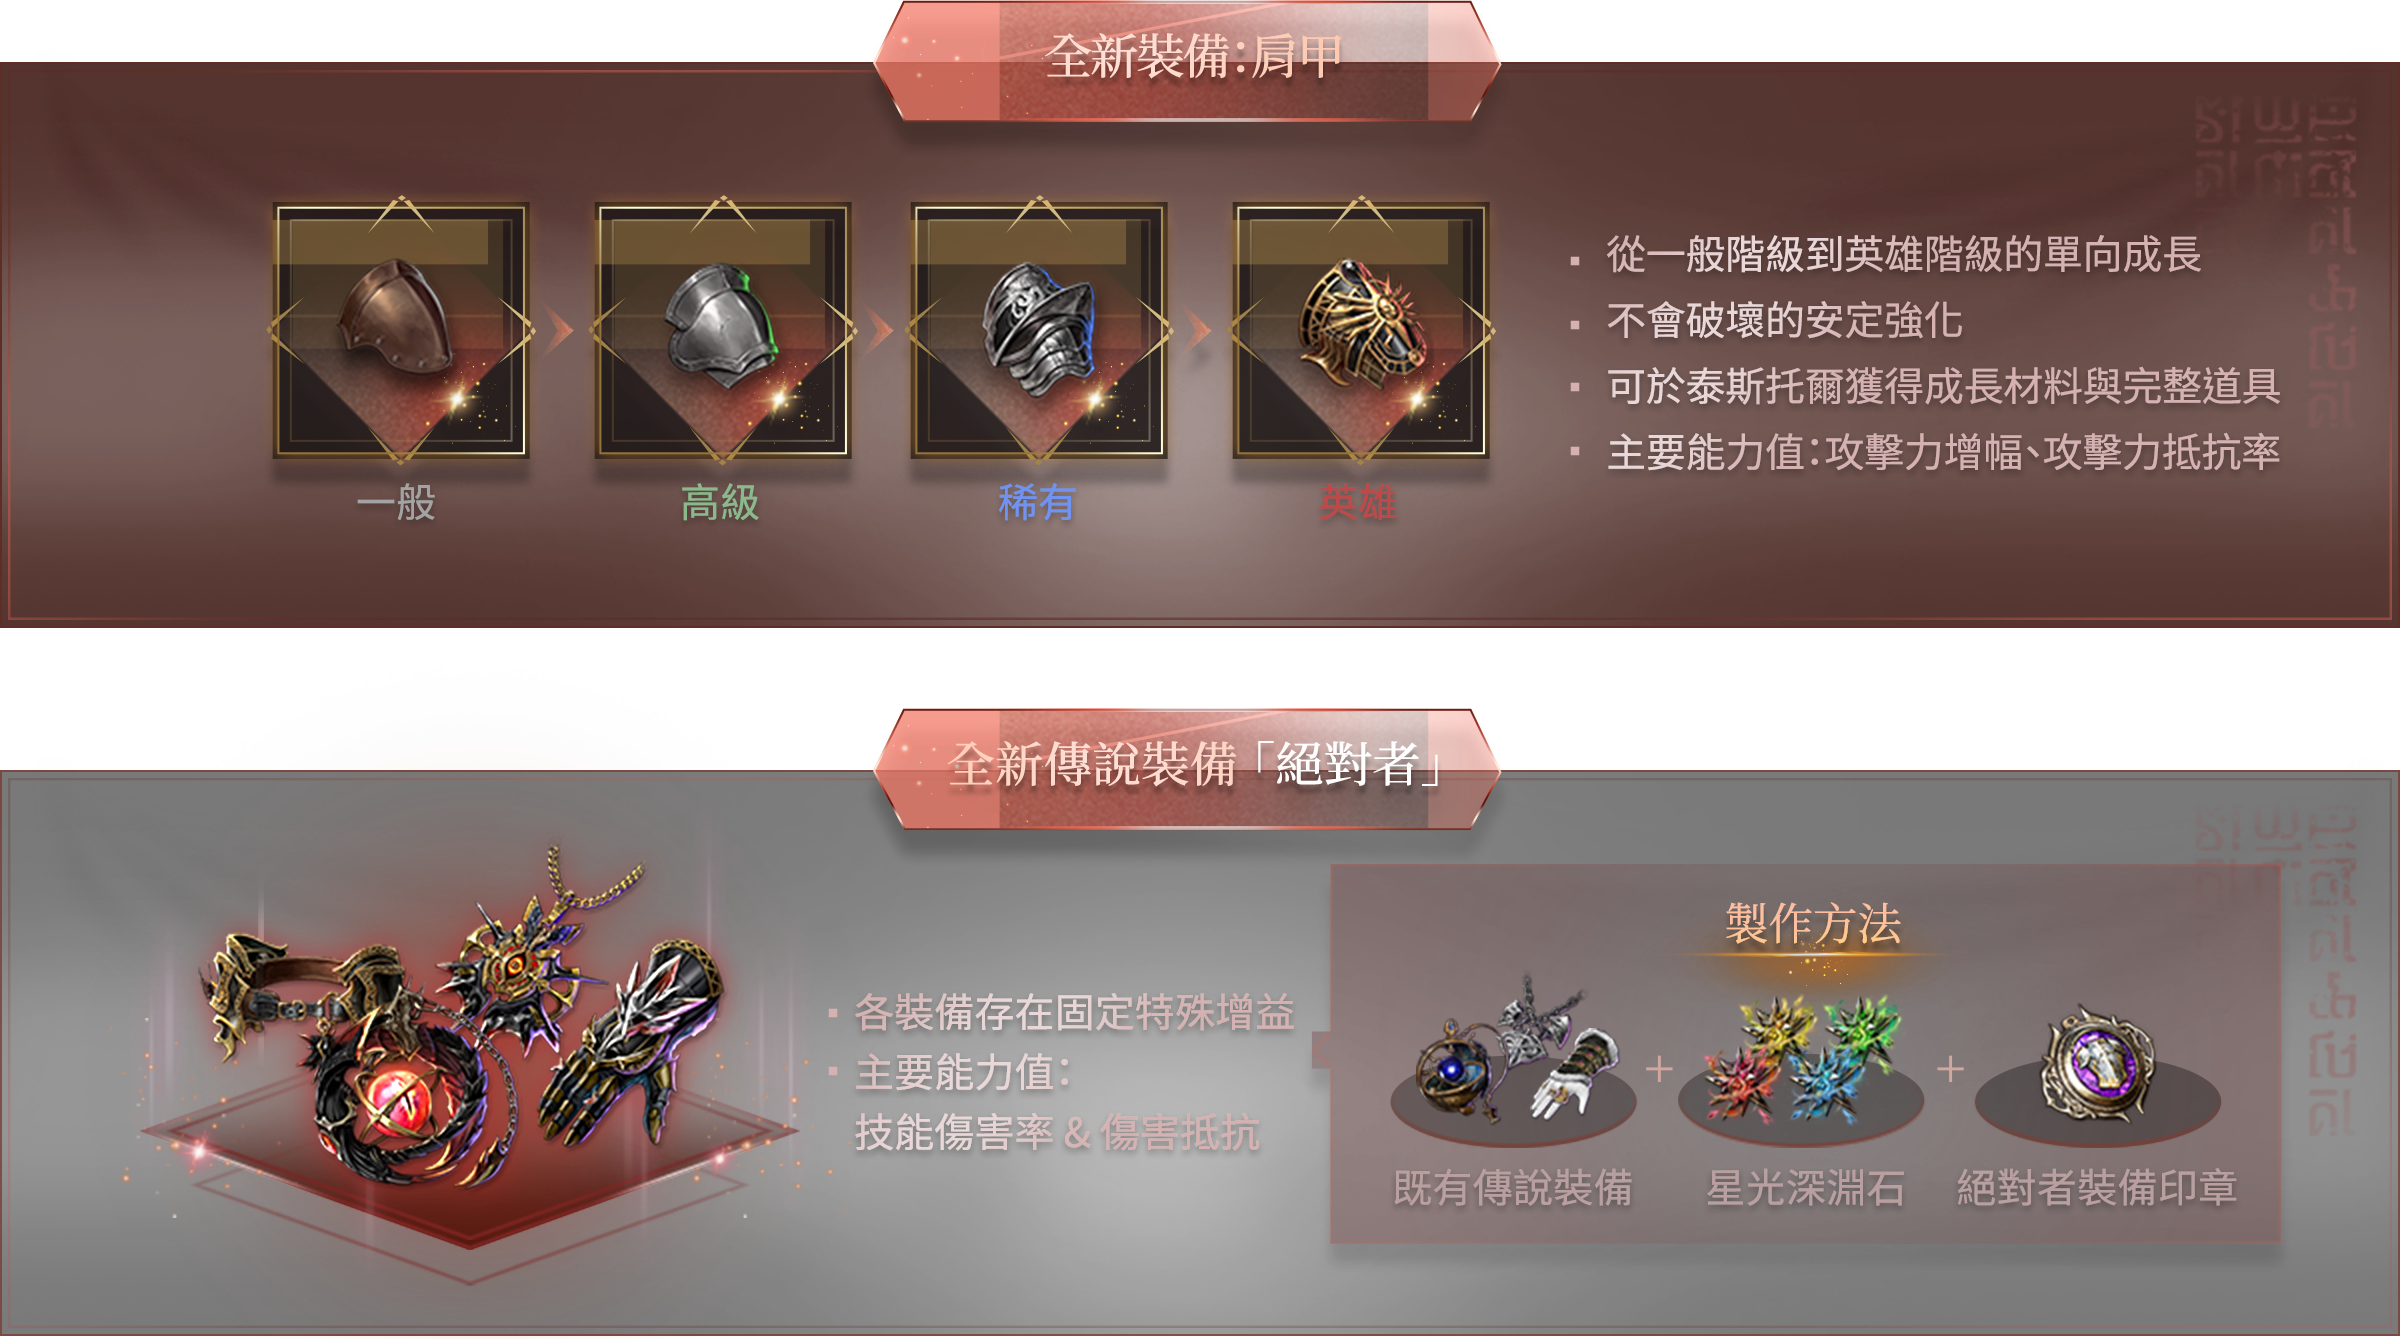 全新裝備：肩甲
一般
高級
稀有
英雄
▪ 從一般階級到英雄階級的單向成長
▪ 不會破壞的安定強化
▪ 可於泰斯托爾獲得成長材料與完整道具
▪ 主要能力值：攻擊力增幅、攻擊力抵抗率
全新傳說裝備「絕對者」
▪ 各裝備存在固定特殊增益
▪ 主要能力值：
技能傷害率 & 傷害抵抗
製作方法
+
+
既有傳說裝備
星光深淵石
絕對者裝備印章